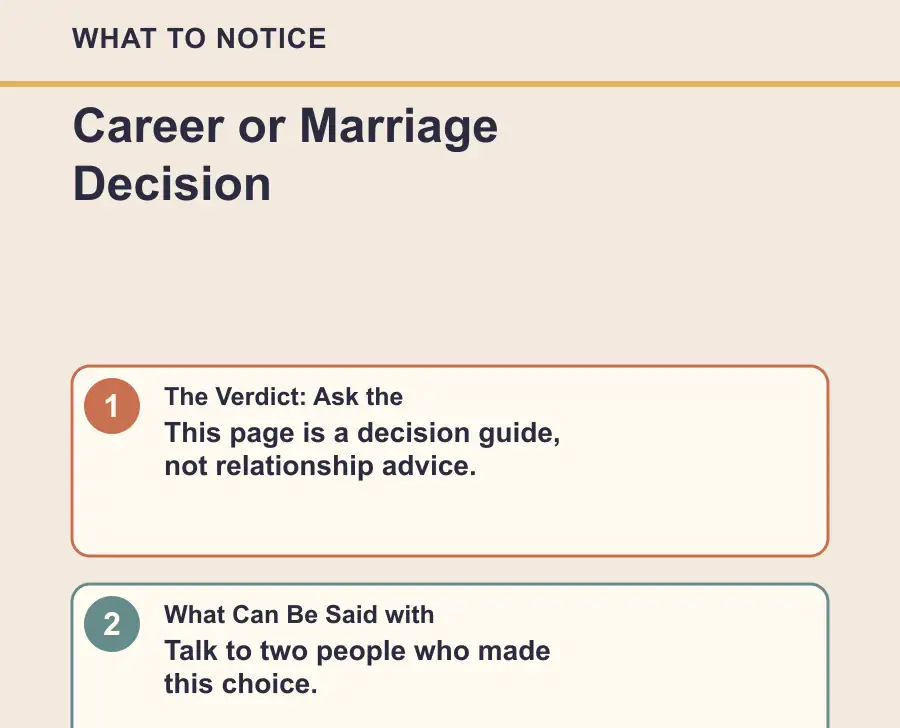 WHAT TO NOTICE
Career or Marriage
Decision
1
The Verdict: Ask the
This page is a decision guide,
not relationship advice.
2
What Can Be Said with
Talk to two people who made
this choice.